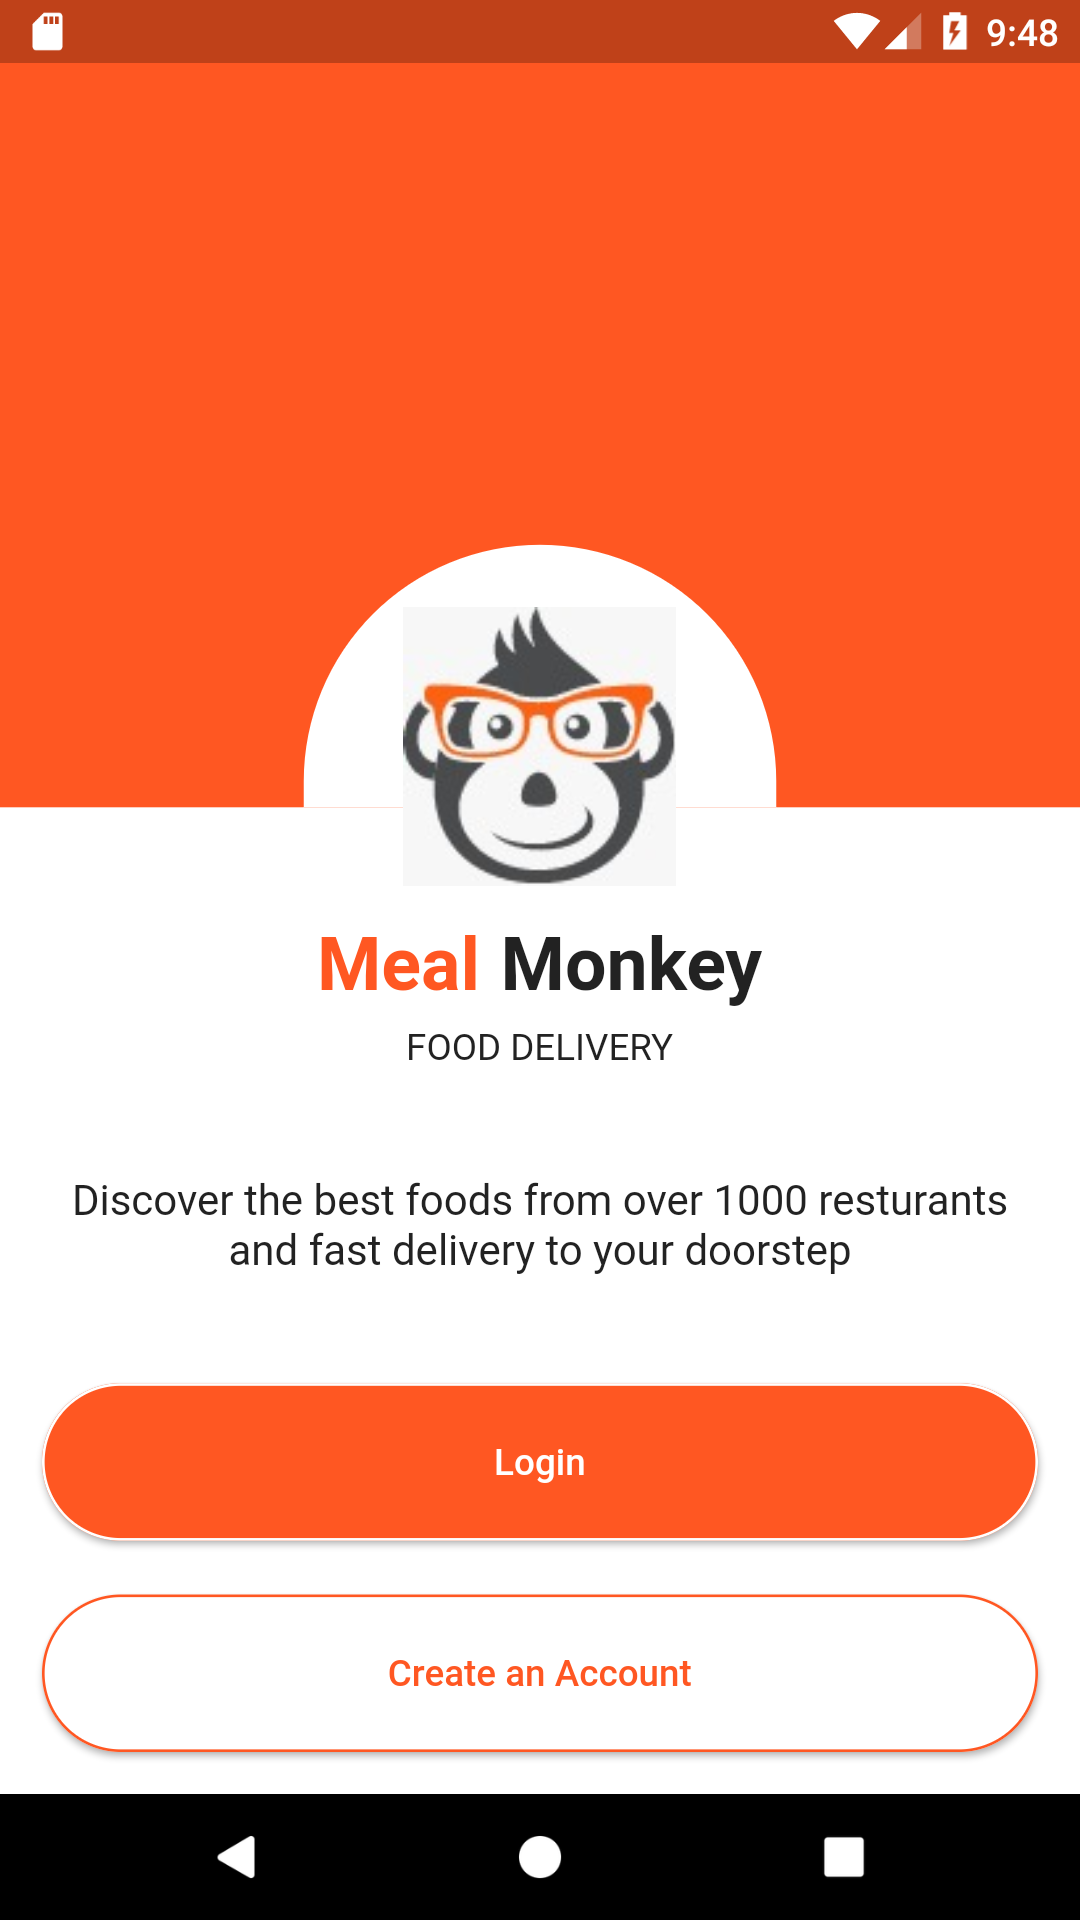 9:48
Meal Monkey
FOOD DELIVERY
Discover the best foods from over 1000 resturants
and fast delivery to your doorstep
Login
Create an Account